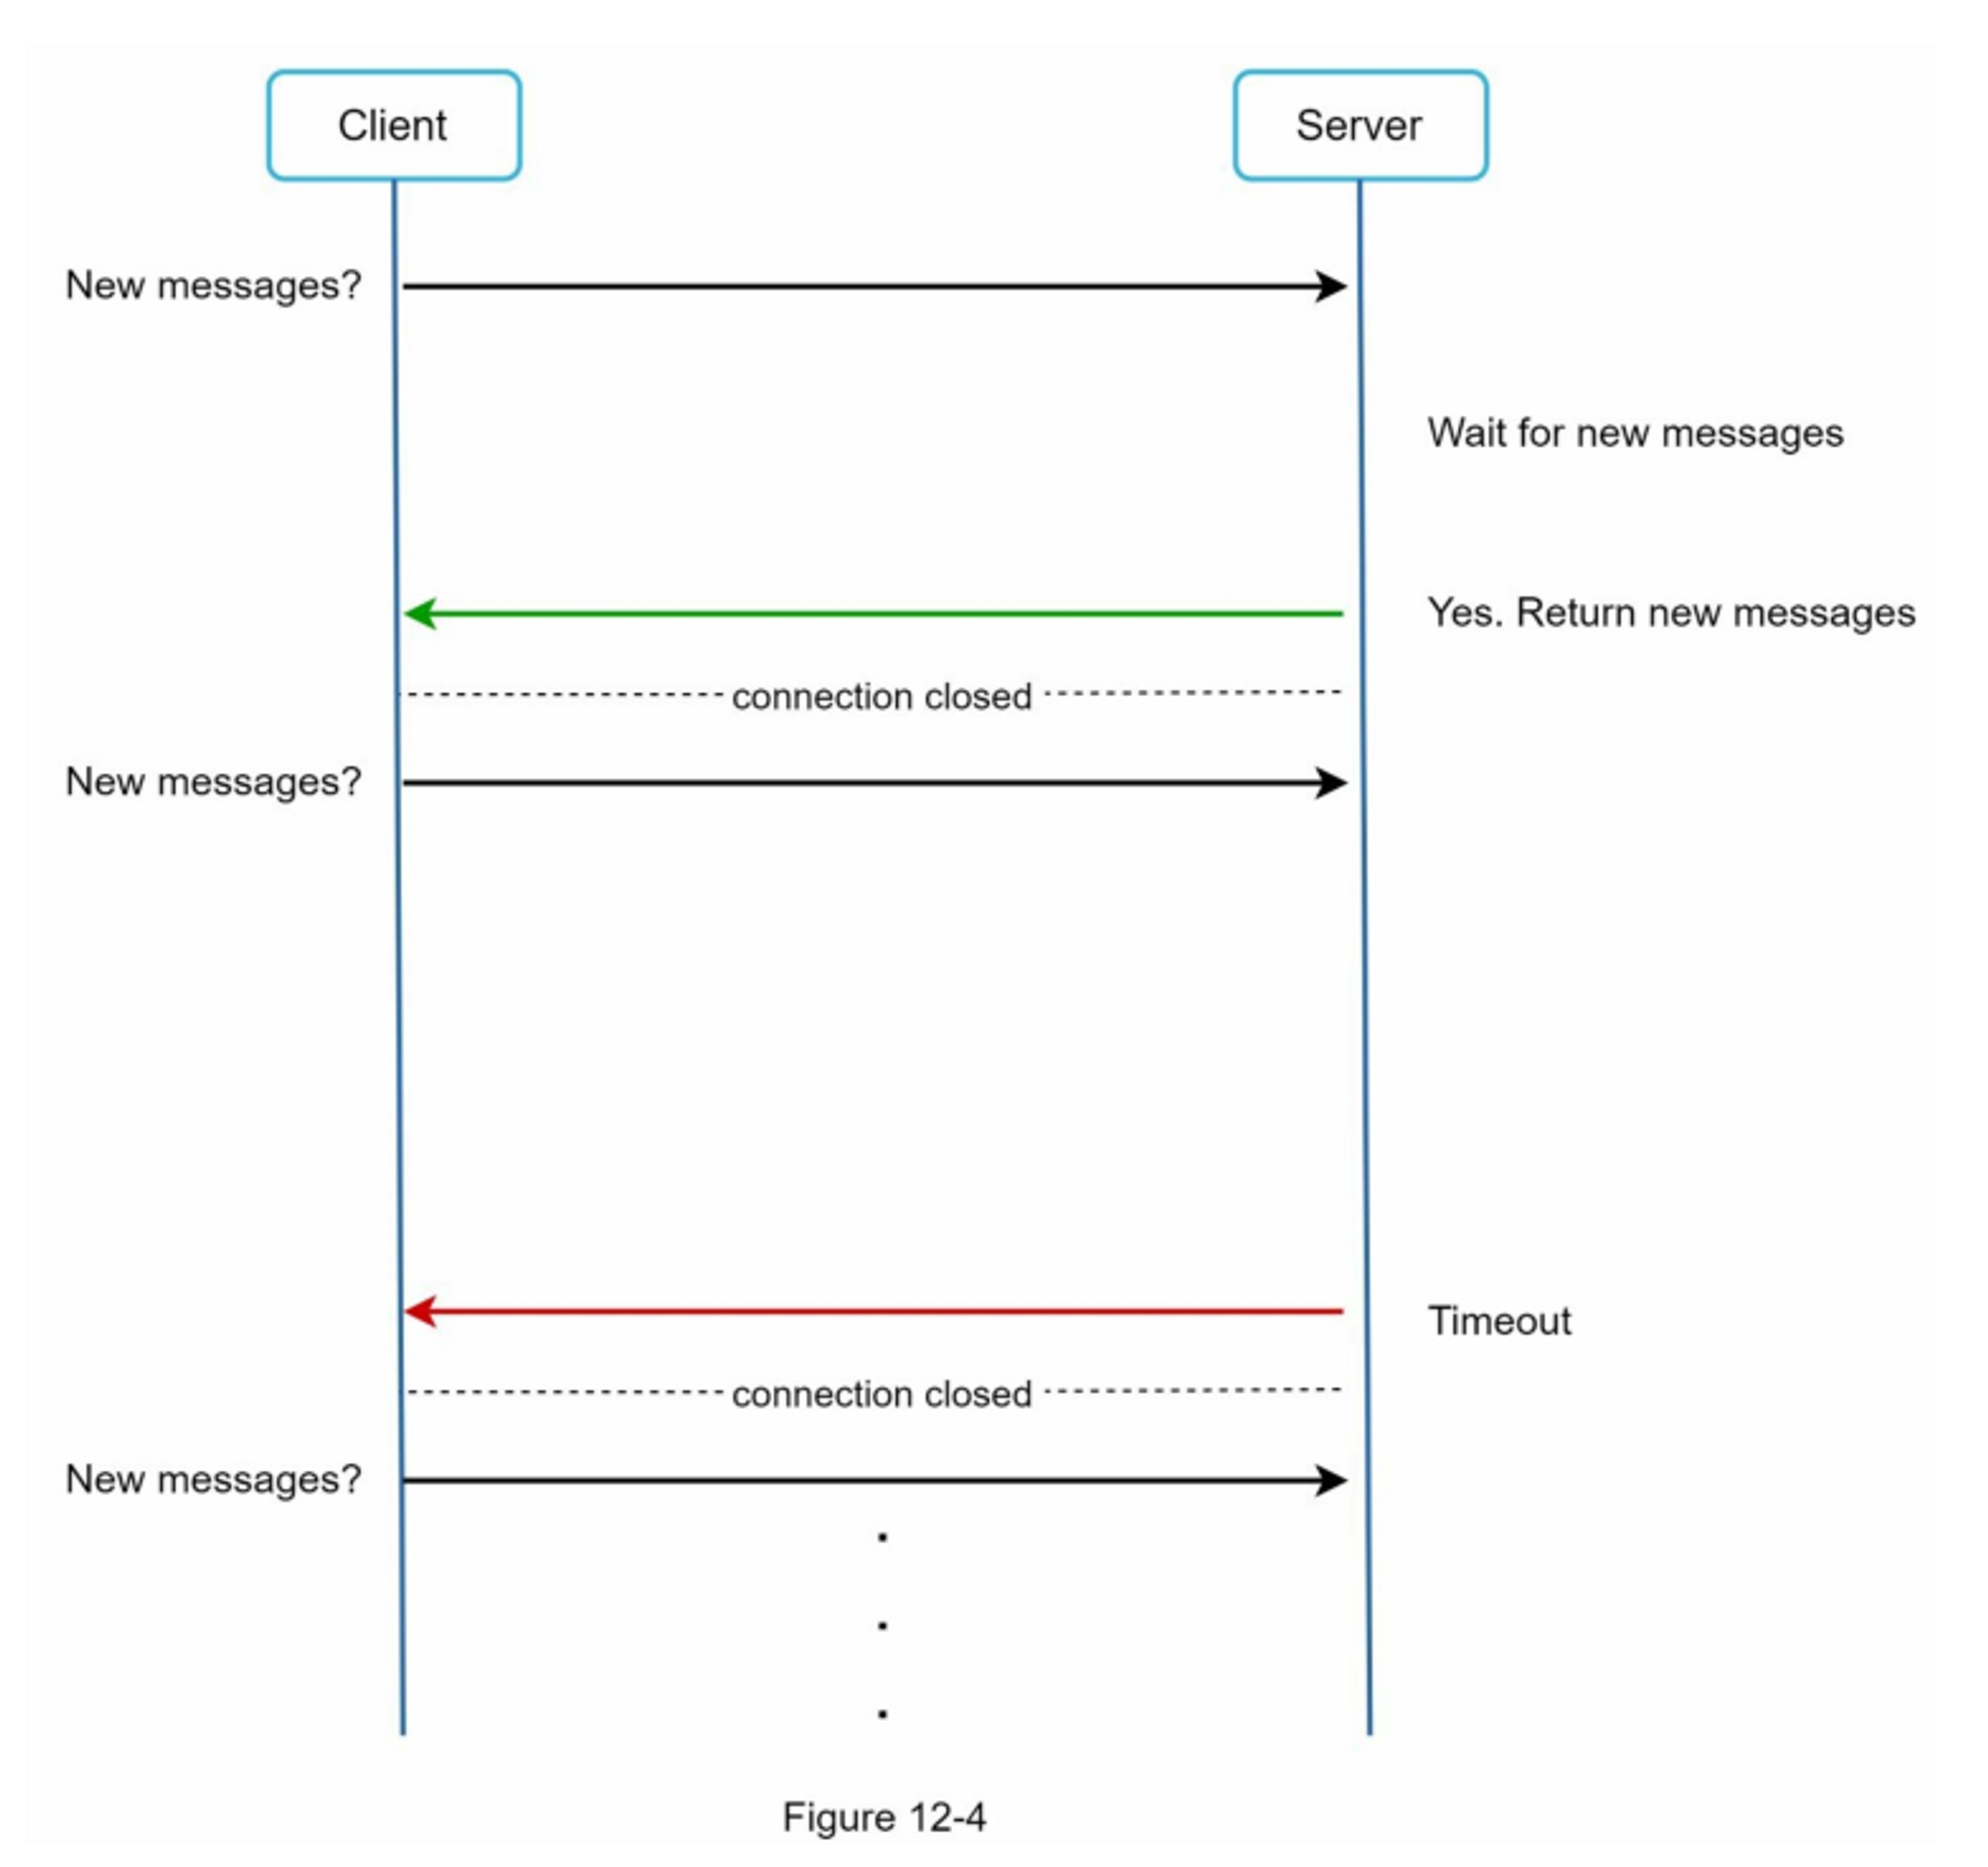 Client
Server
New messages?
Wait for new messages
Yes. Return new messages
connection closed
New messages?
Timeout
connection closed
New messages?
Figure 12-4